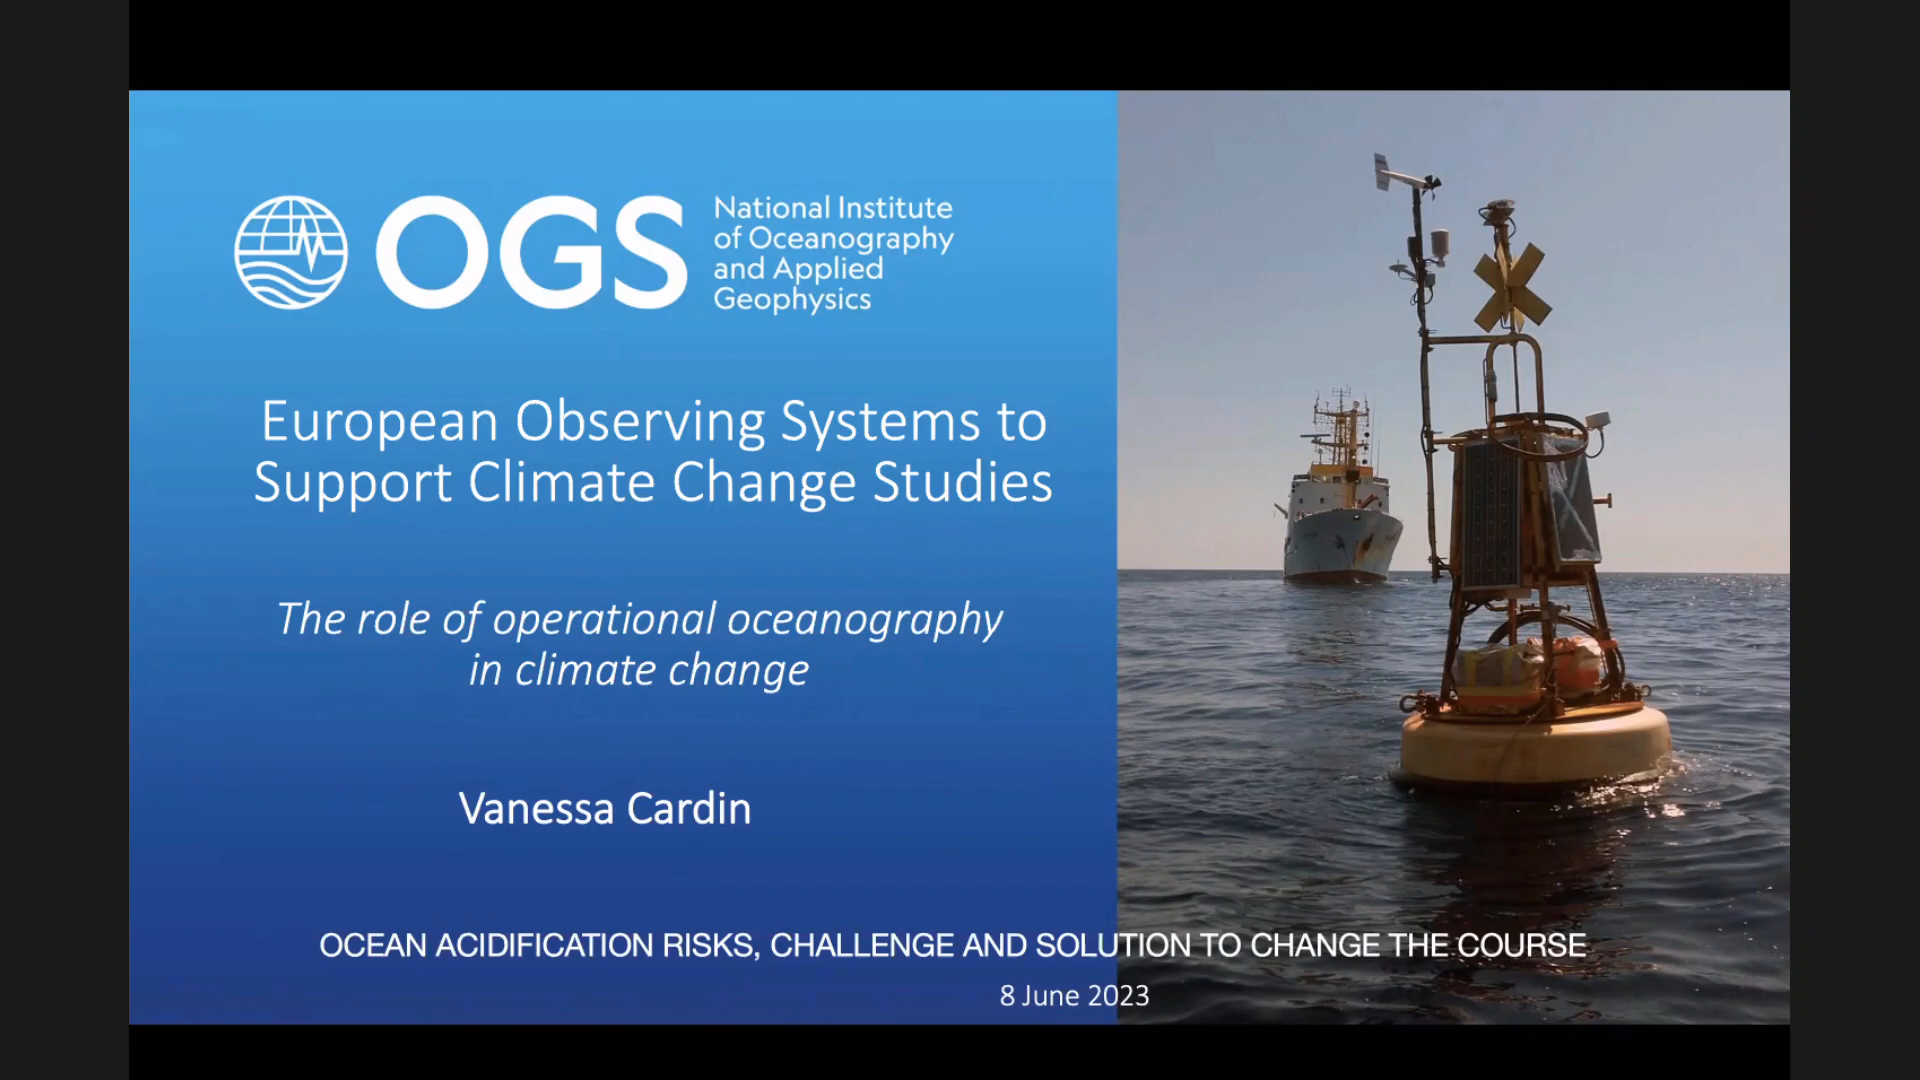 OGS
National Institute
of Oceanography
and Applied
Geophysics
European Observing Systems to
Support Climate Change Studies
The role of operational oceanography
in climate change
Vanessa Cardin
OCEAN ACIDIFICATION RISKS, CHALLENGE AND SOLUTION TO CHANGE THE COURSE
8 June 2023